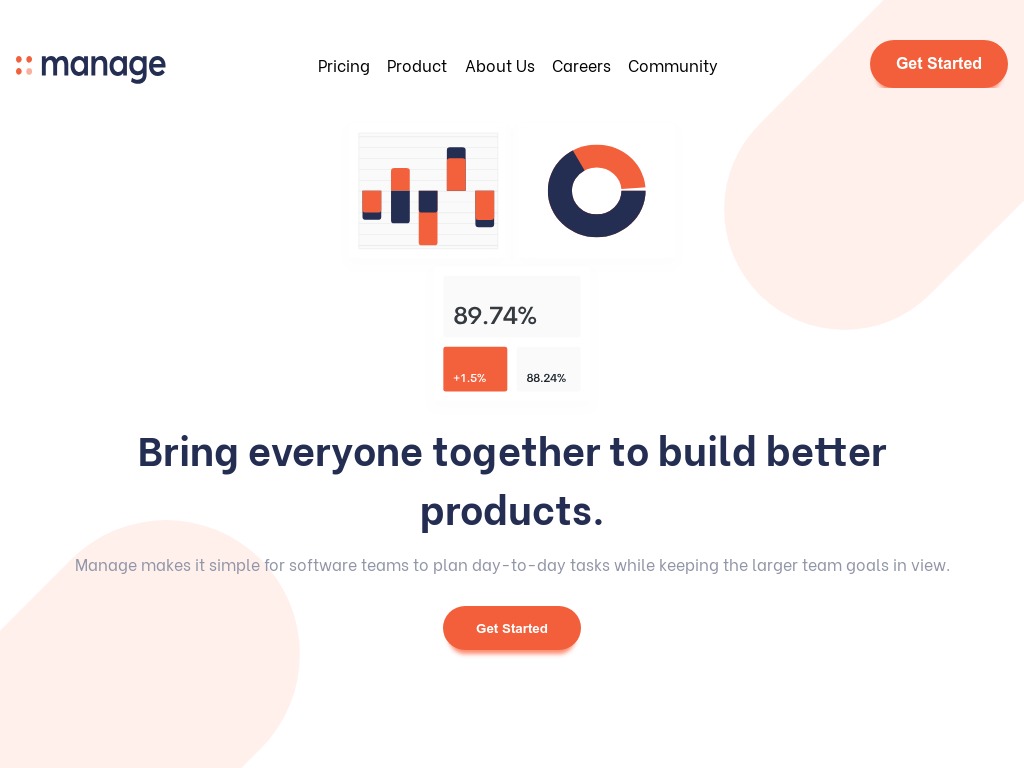 manage
Pricing Product About Us Careers Community
Get Started
89.74%
+1.5% 88.24%
Bring everyone together to build better
products.
Manage makes it simple for software teams to plan day-to-day tasks while keeping the larger team goals in view.
Get Started